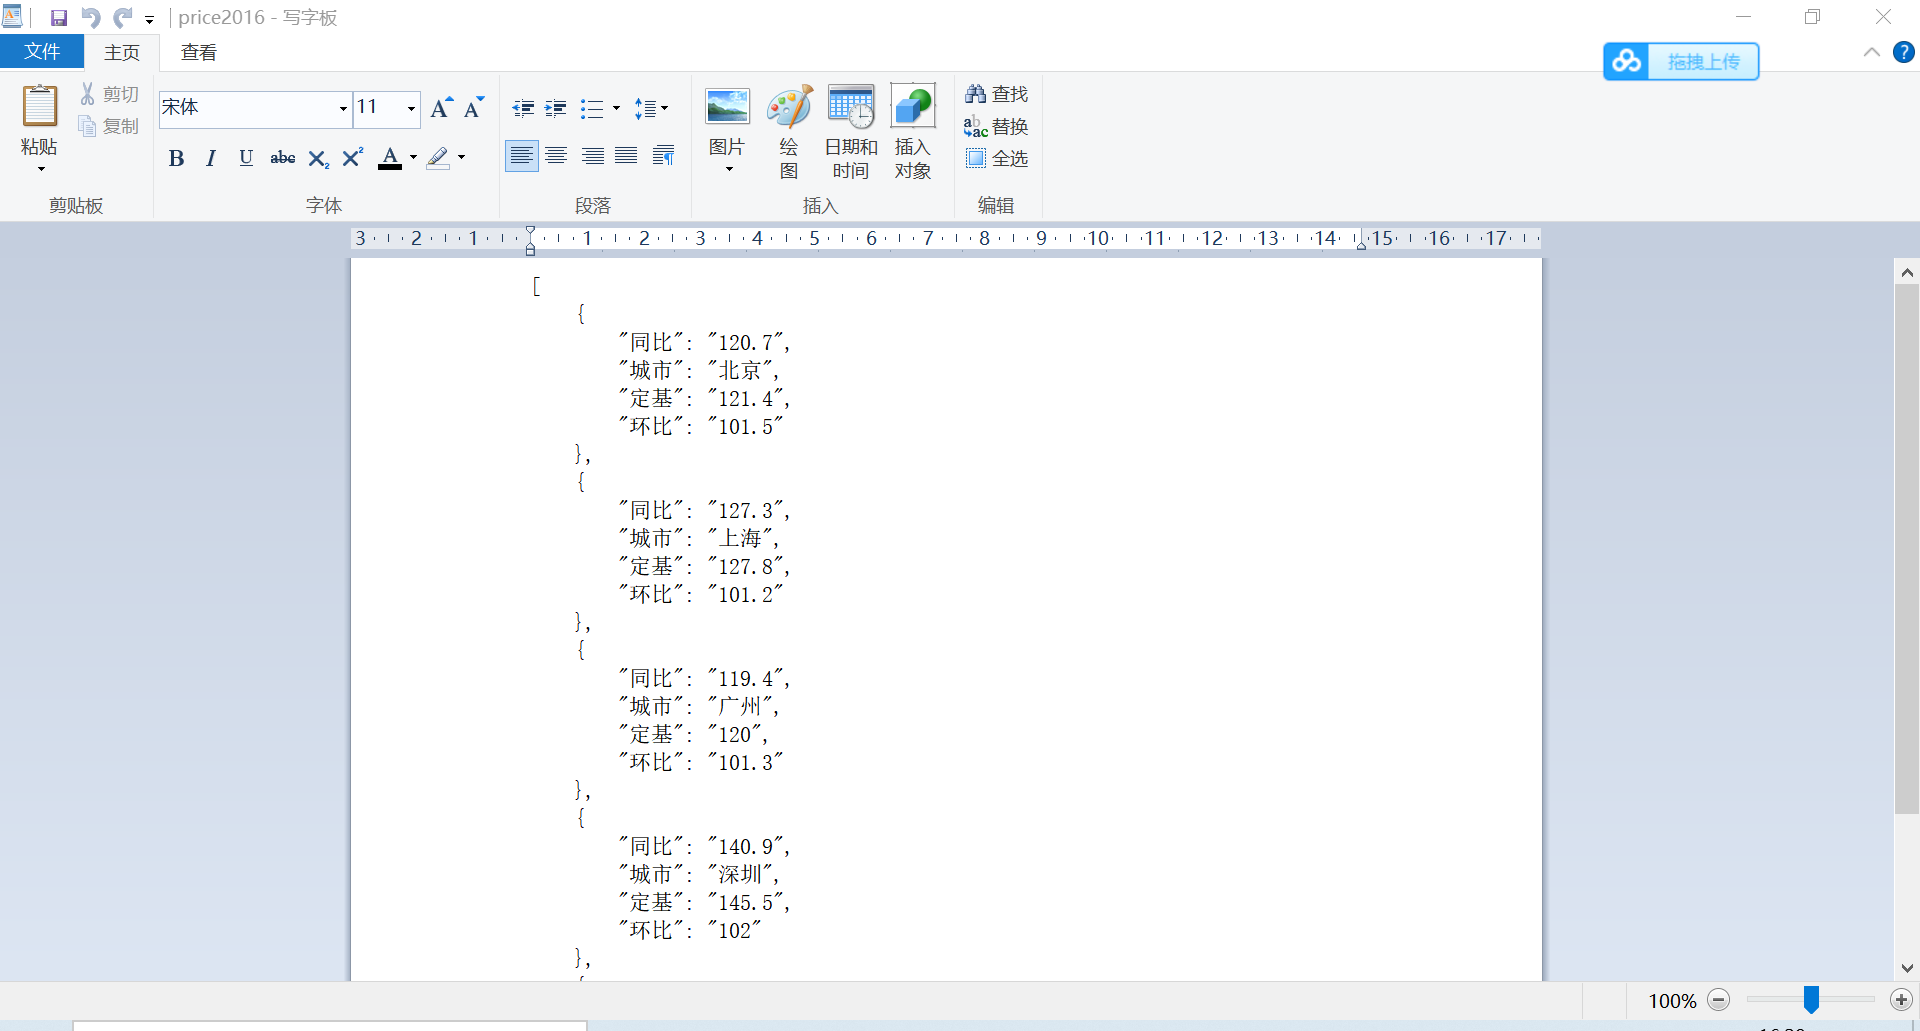 price2016 - 写字板
文件 主页 查看
拖拽上传
粘贴 剪切 复制
剪贴板
宋体 11
B I U abc X₂ X² A
字体
段落
图片 绘图 日期和时间 插入对象
插入
查找
替换
全选
编辑
3 2 1 1 2 3 4 5 6 7 8 9 10 11 12 13 14 15 16 17
[
{
"同比": "120.7",
"城市": "北京",
"定基": "121.4",
"环比": "101.5"
},
{
"同比": "127.3",
"城市": "上海",
"定基": "127.8",
"环比": "101.2"
},
{
"同比": "119.4",
"城市": "广州",
"定基": "120",
"环比": "101.3"
},
{
"同比": "140.9",
"城市": "深圳",
"定基": "145.5",
"环比": "102"
},
{
100%